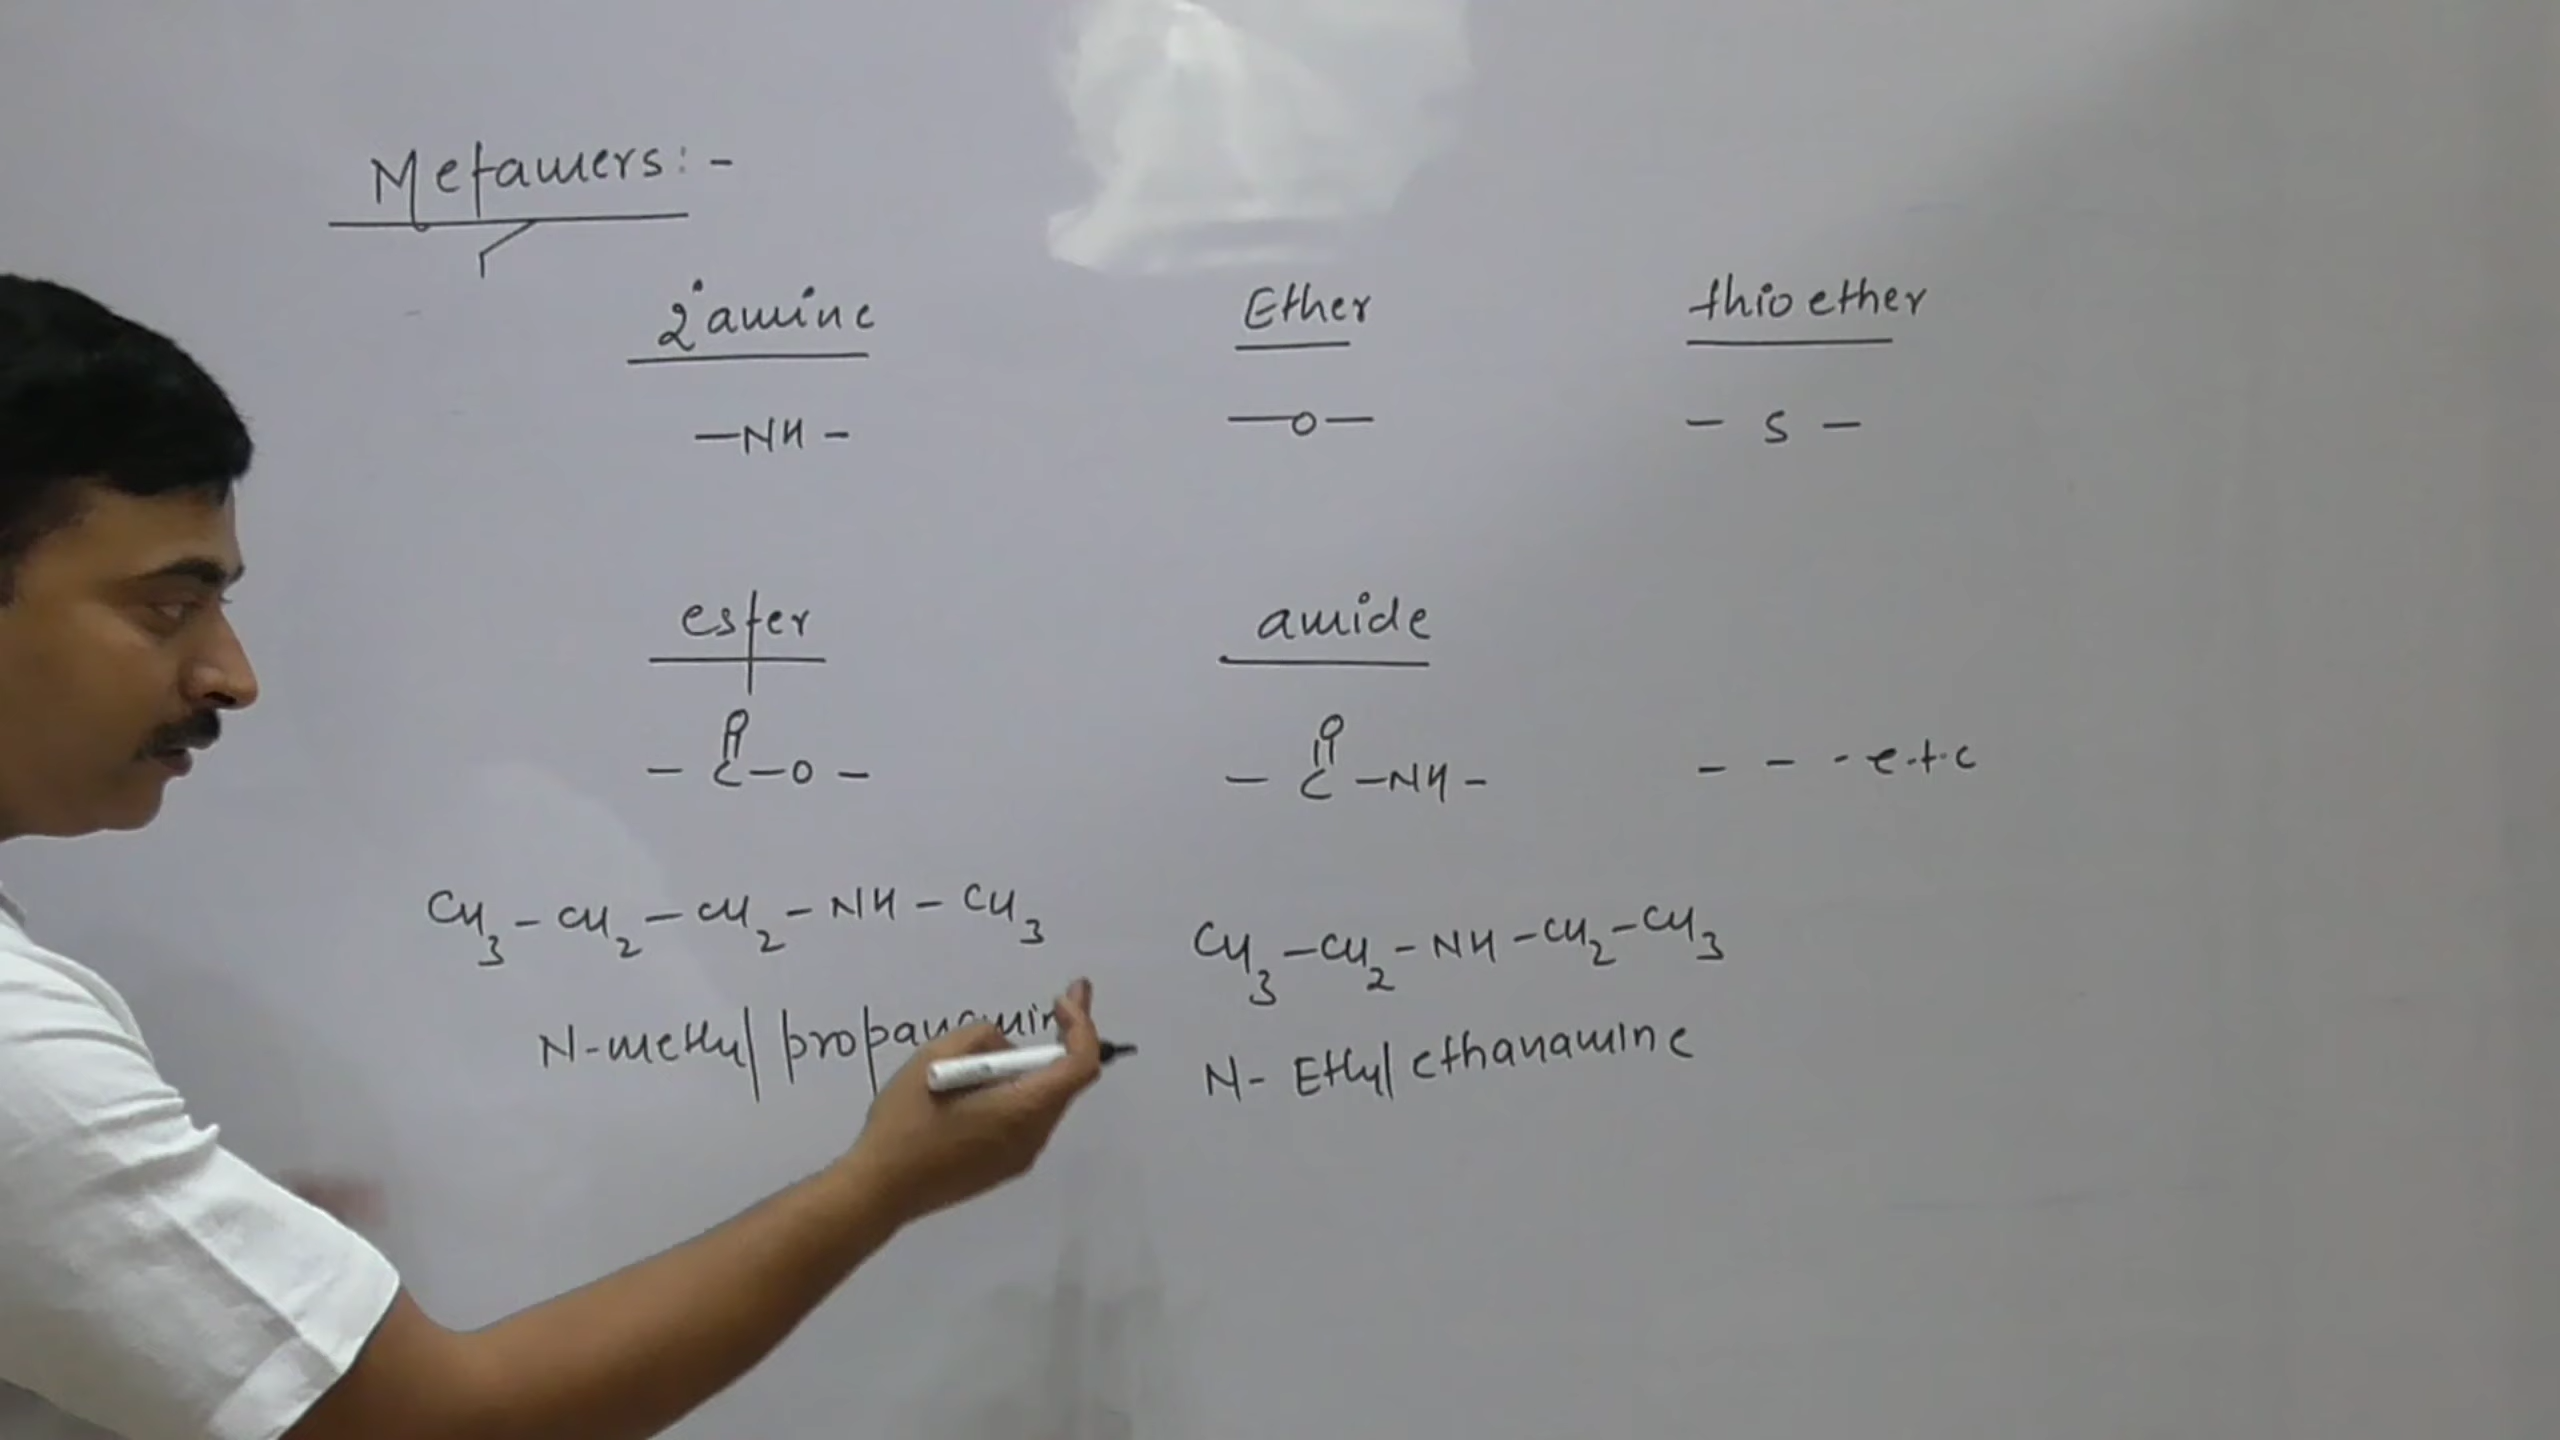 Metamers:-
2° amine
Ether
thio ether
—NH-
—O—
- S -
ester
amide
- C(=O)-O-
- C(=O)-NH-
- - - e.t.c
CH3-CH2-CH2-NH-CH3
CH3-CH2-NH-CH2-CH3
N-methyl
N- Ethyl ethanamine